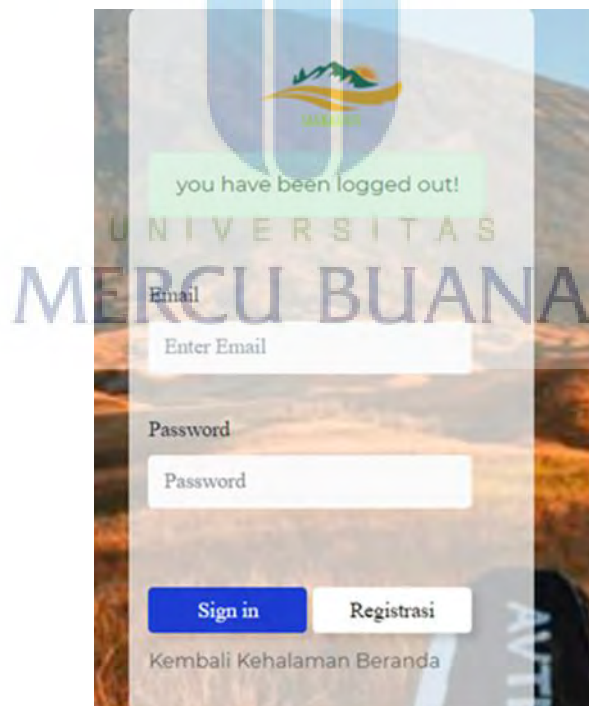 you have been logged out!
UNIVERSITAS
MERCU BUANA
Email
Enter Email
Password
Password
Sign in Registrasi
Kembali Kehalaman Beranda